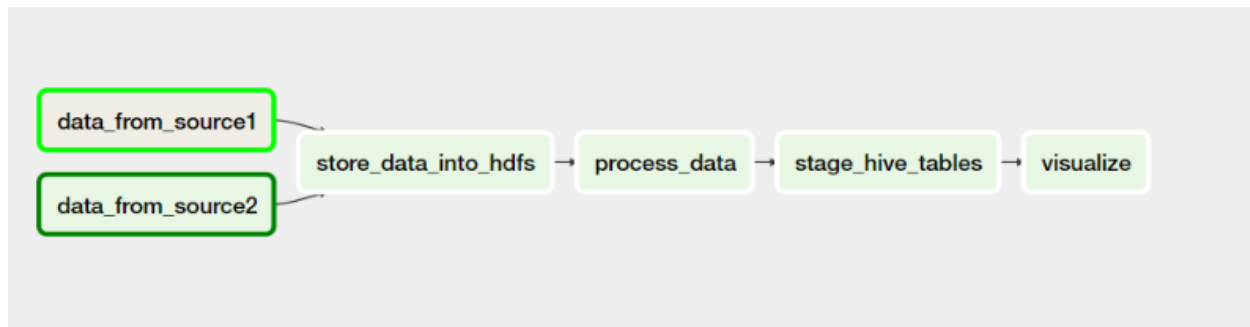 data_from_source1
data_from_source2
store_data_into_hdfs
process_data
stage_hive_tables
visualize